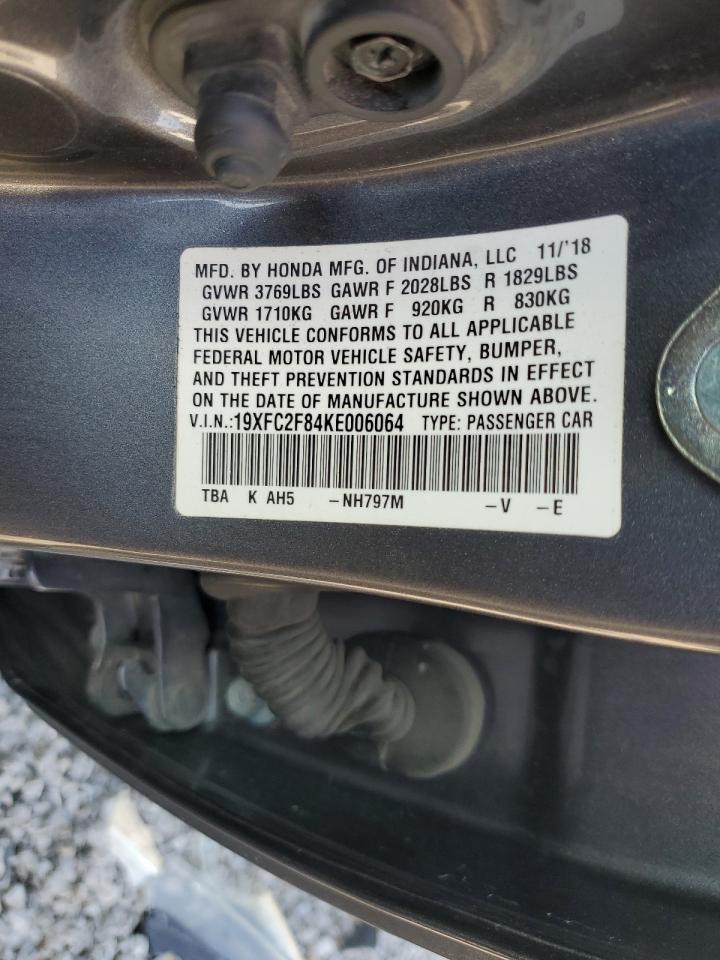 MFD. BY HONDA MFG. OF INDIANA, LLC 11/'18
GVWR 3769LBS GAWR F 2028LBS R 1829LBS
GVWR 1710KG GAWR F 920KG R 830KG
THIS VEHICLE CONFORMS TO ALL APPLICABLE
FEDERAL MOTOR VEHICLE SAFETY, BUMPER,
AND THEFT PREVENTION STANDARDS IN EFFECT
ON THE DATE OF MANUFACTURE SHOWN ABOVE.
V.I.N.:19XFC2F84KE006064 TYPE: PASSENGER CAR
TBA K AH5 -NH797M -V -E